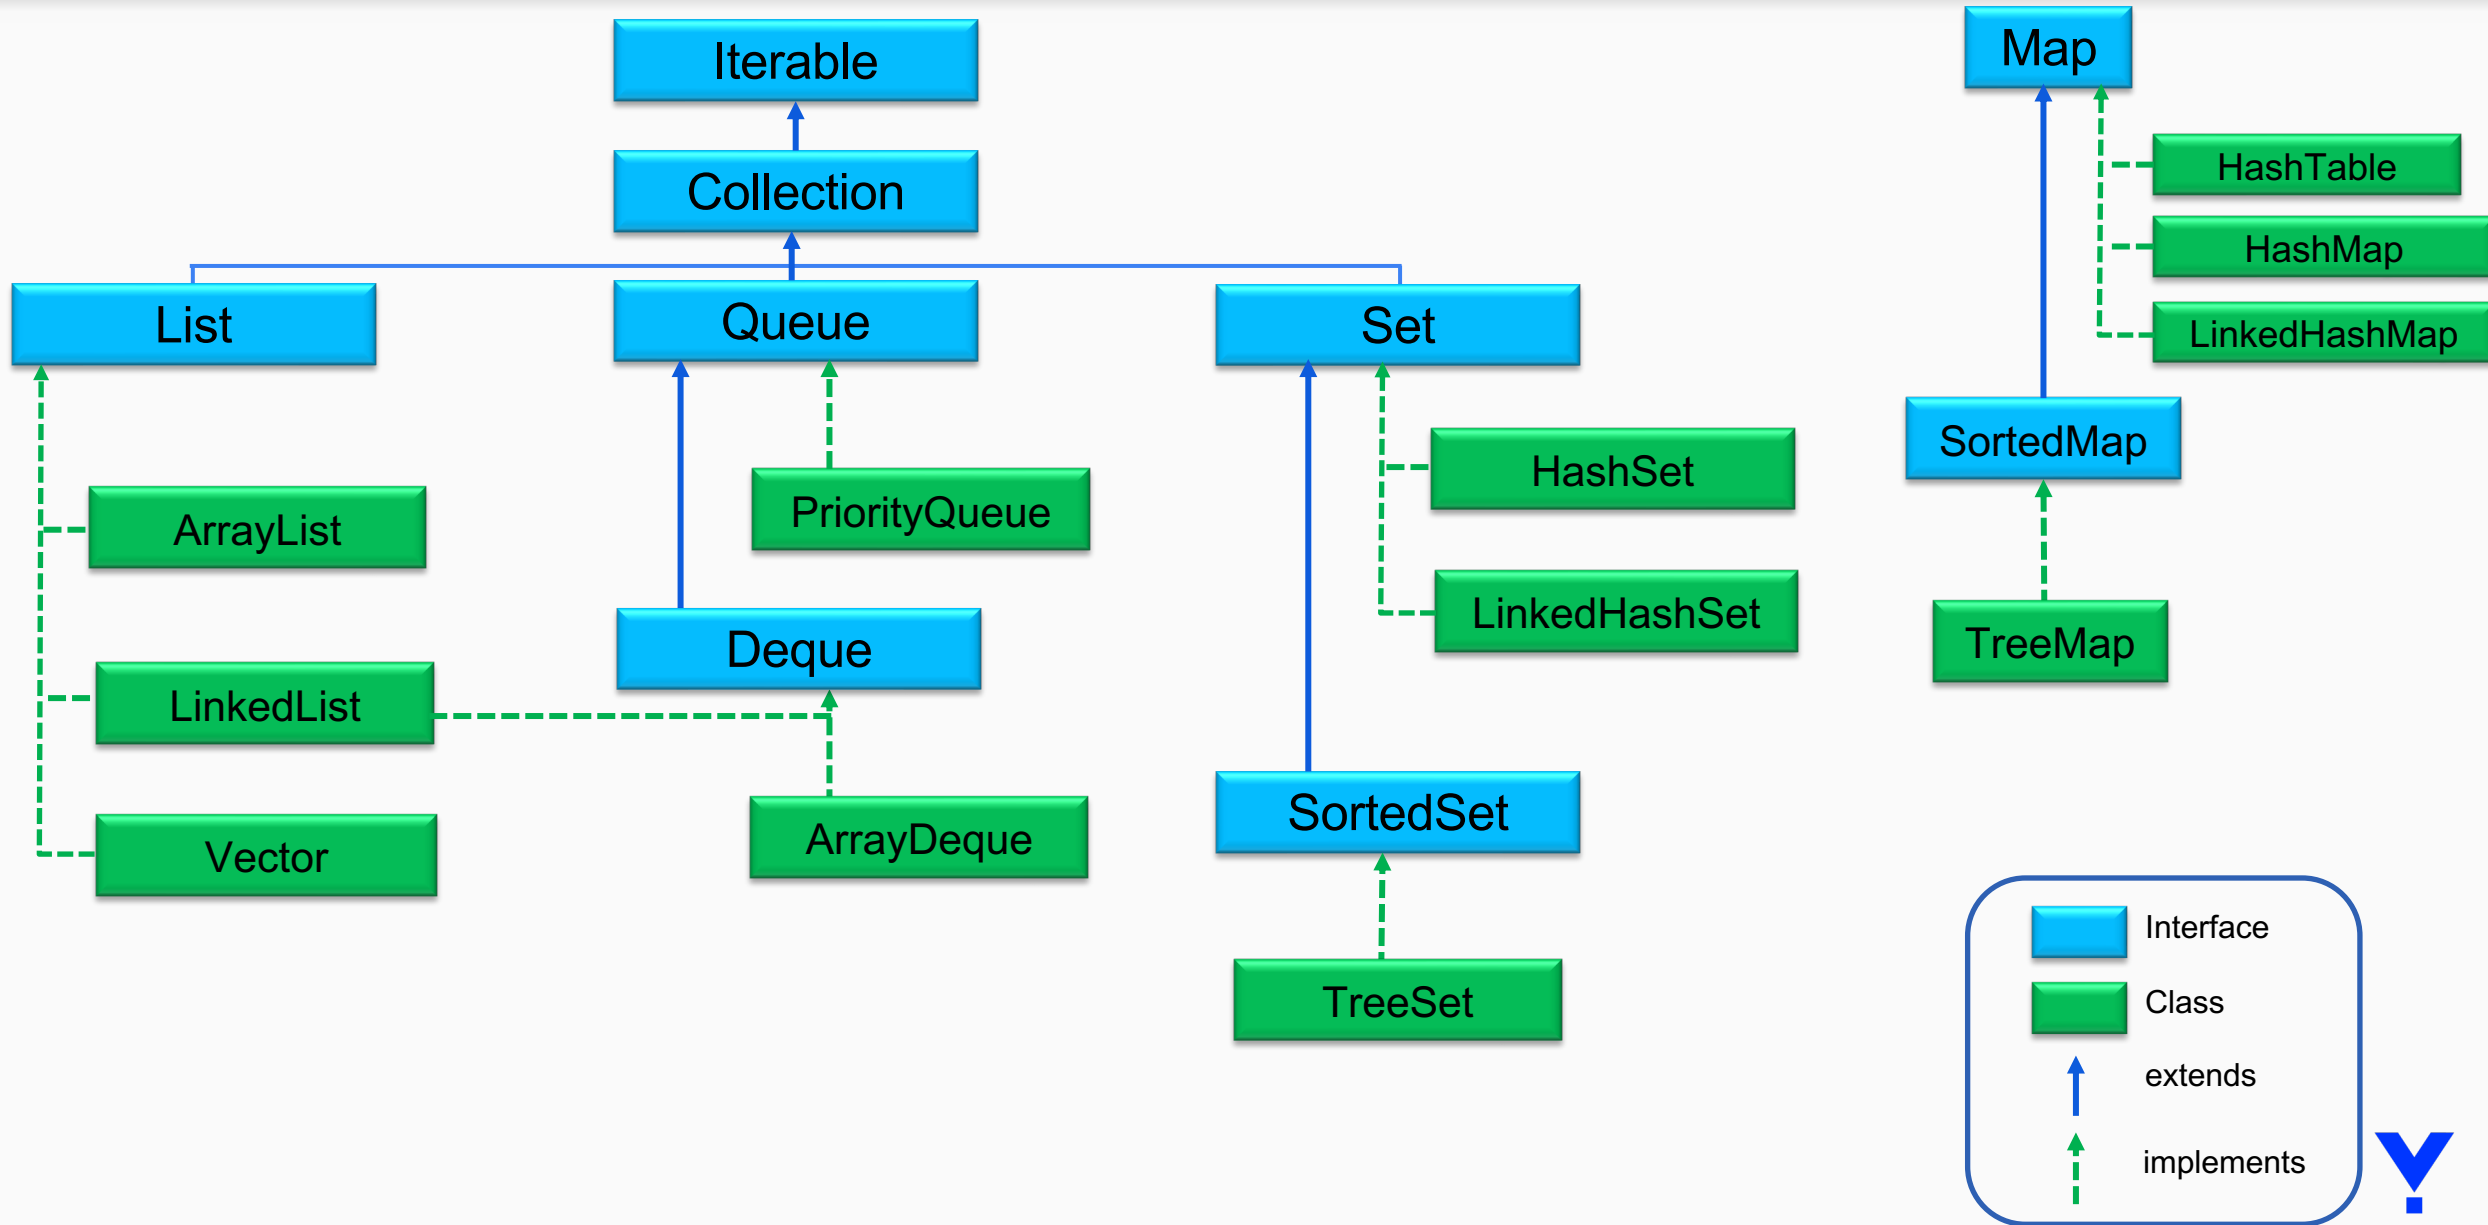 Iterable
Map
Collection
HashTable
HashMap
LinkedHashMap
List
Queue
Set
SortedMap
HashSet
PriorityQueue
ArrayList
LinkedHashSet
TreeMap
Deque
LinkedList
SortedSet
ArrayDeque
Vector
TreeSet
Interface
Class
extends
implements